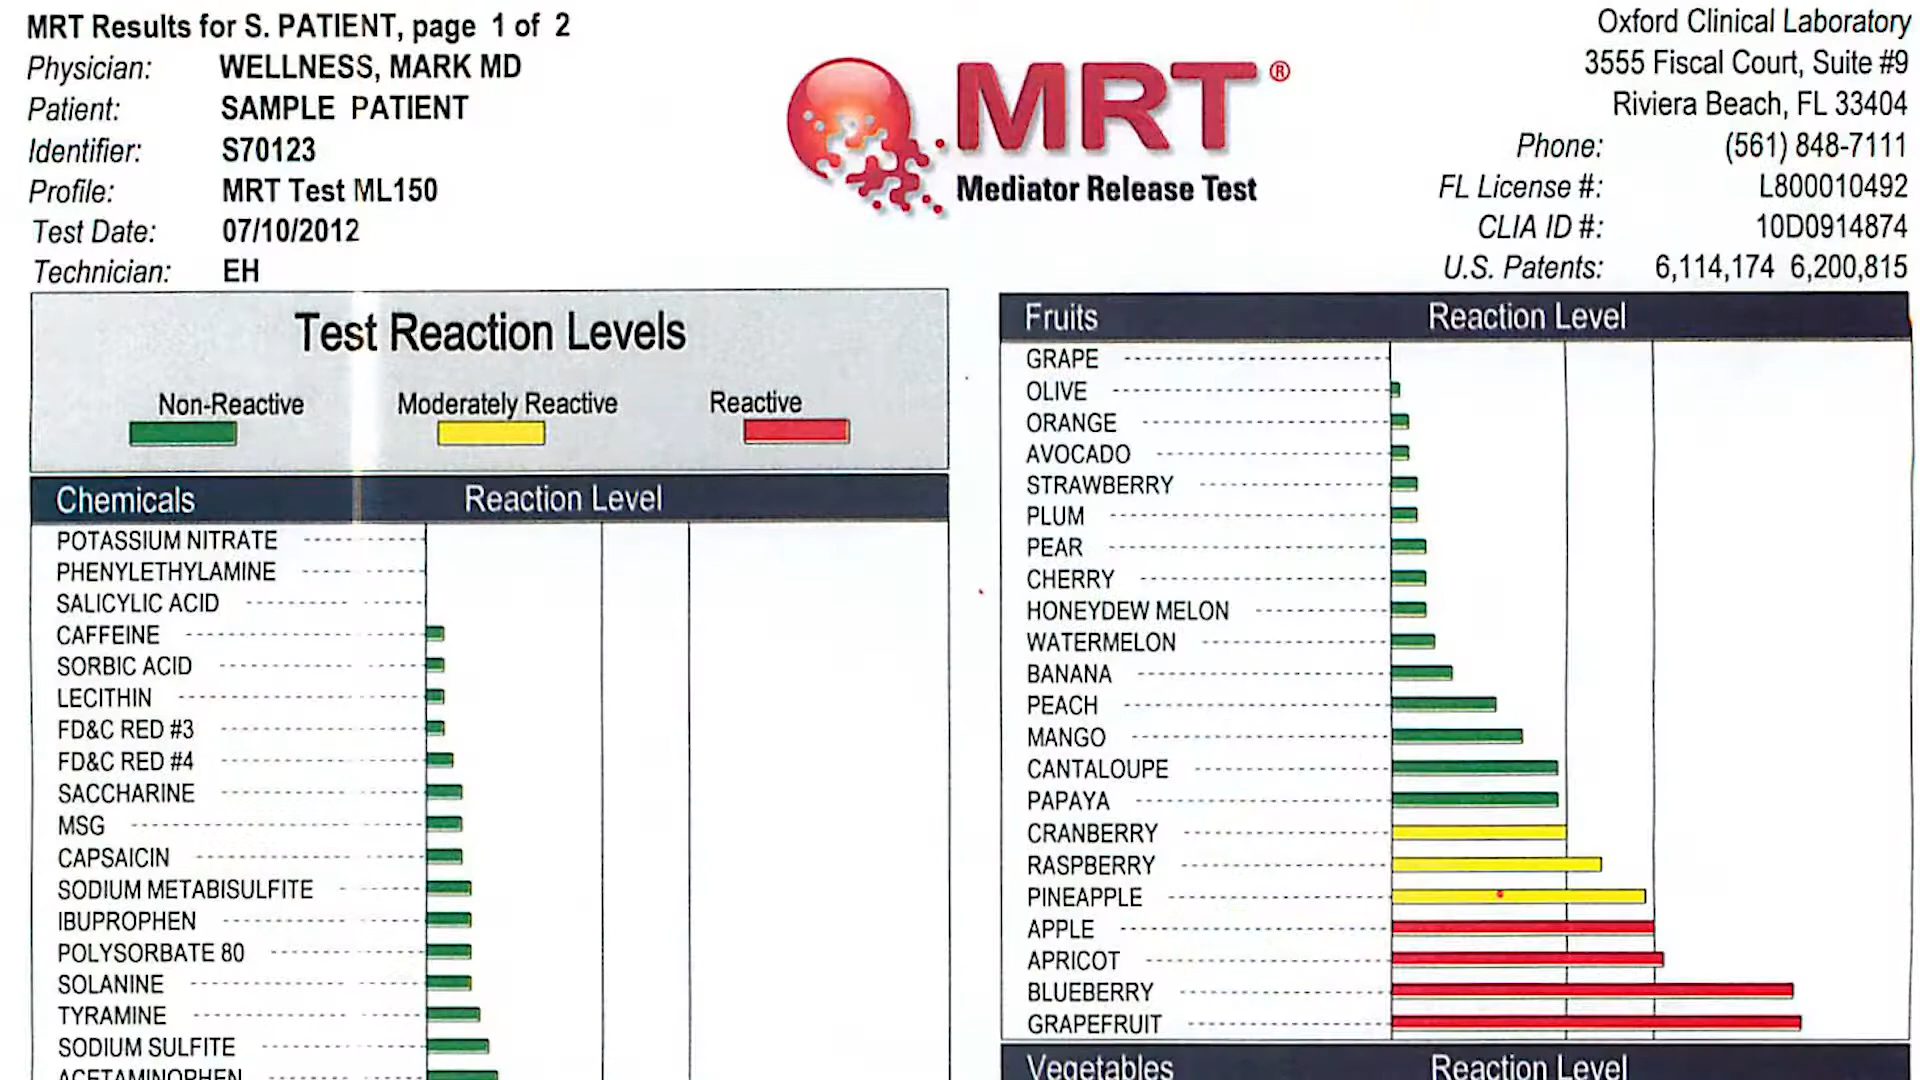 MRT Results for S. PATIENT, page 1 of 2
Physician: WELLNESS, MARK MD
Patient: SAMPLE PATIENT
Identifier: S70123
Profile: MRT Test ML150
Test Date: 07/10/2012
Technician: EH
MRT®
Mediator Release Test
Oxford Clinical Laboratory
3555 Fiscal Court, Suite #9
Riviera Beach, FL 33404
Phone: (561) 848-7111
FL License #: L800010492
CLIA ID #: 10D0914874
U.S. Patents: 6,114,174 6,200,815
Test Reaction Levels
Non-Reactive Moderately Reactive Reactive
Chemicals Reaction Level
POTASSIUM NITRATE
PHENYLETHYLAMINE
SALICYLIC ACID
CAFFEINE
SORBIC ACID
LECITHIN
FD&C RED #3
FD&C RED #4
SACCHARINE
MSG
CAPSAICIN
SODIUM METABISULFITE
IBUPROPHEN
POLYSORBATE 80
SOLANINE
TYRAMINE
SODIUM SULFITE
ACETAMINOPHEN
Fruits Reaction Level
GRAPE
OLIVE
ORANGE
AVOCADO
STRAWBERRY
PLUM
PEAR
CHERRY
HONEYDEW MELON
WATERMELON
BANANA
PEACH
MANGO
CANTALOUPE
PAPAYA
CRANBERRY
RASPBERRY
PINEAPPLE
APPLE
APRICOT
BLUEBERRY
GRAPEFRUIT
Vegetables Reaction Level